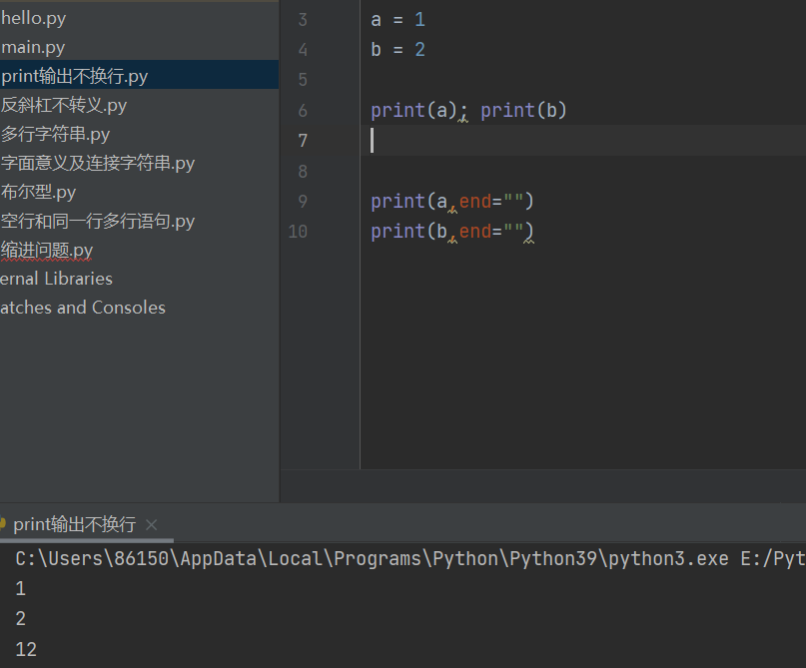 hello.py
main.py
print输出不换行.py
反斜杠不转义.py
多行字符串.py
字面意义及连接字符串.py
布尔型.py
空行和同一行多行语句.py
缩进问题.py
ernal Libraries
atches and Consoles
3 a = 1
4 b = 2
5
6 print(a); print(b)
7
8
9 print(a,end="")
10 print(b,end="")
print输出不换行 ×
C:\Users\86150\AppData\Local\Programs\Python\Python39\python3.exe E:/Pyt
1
2
12